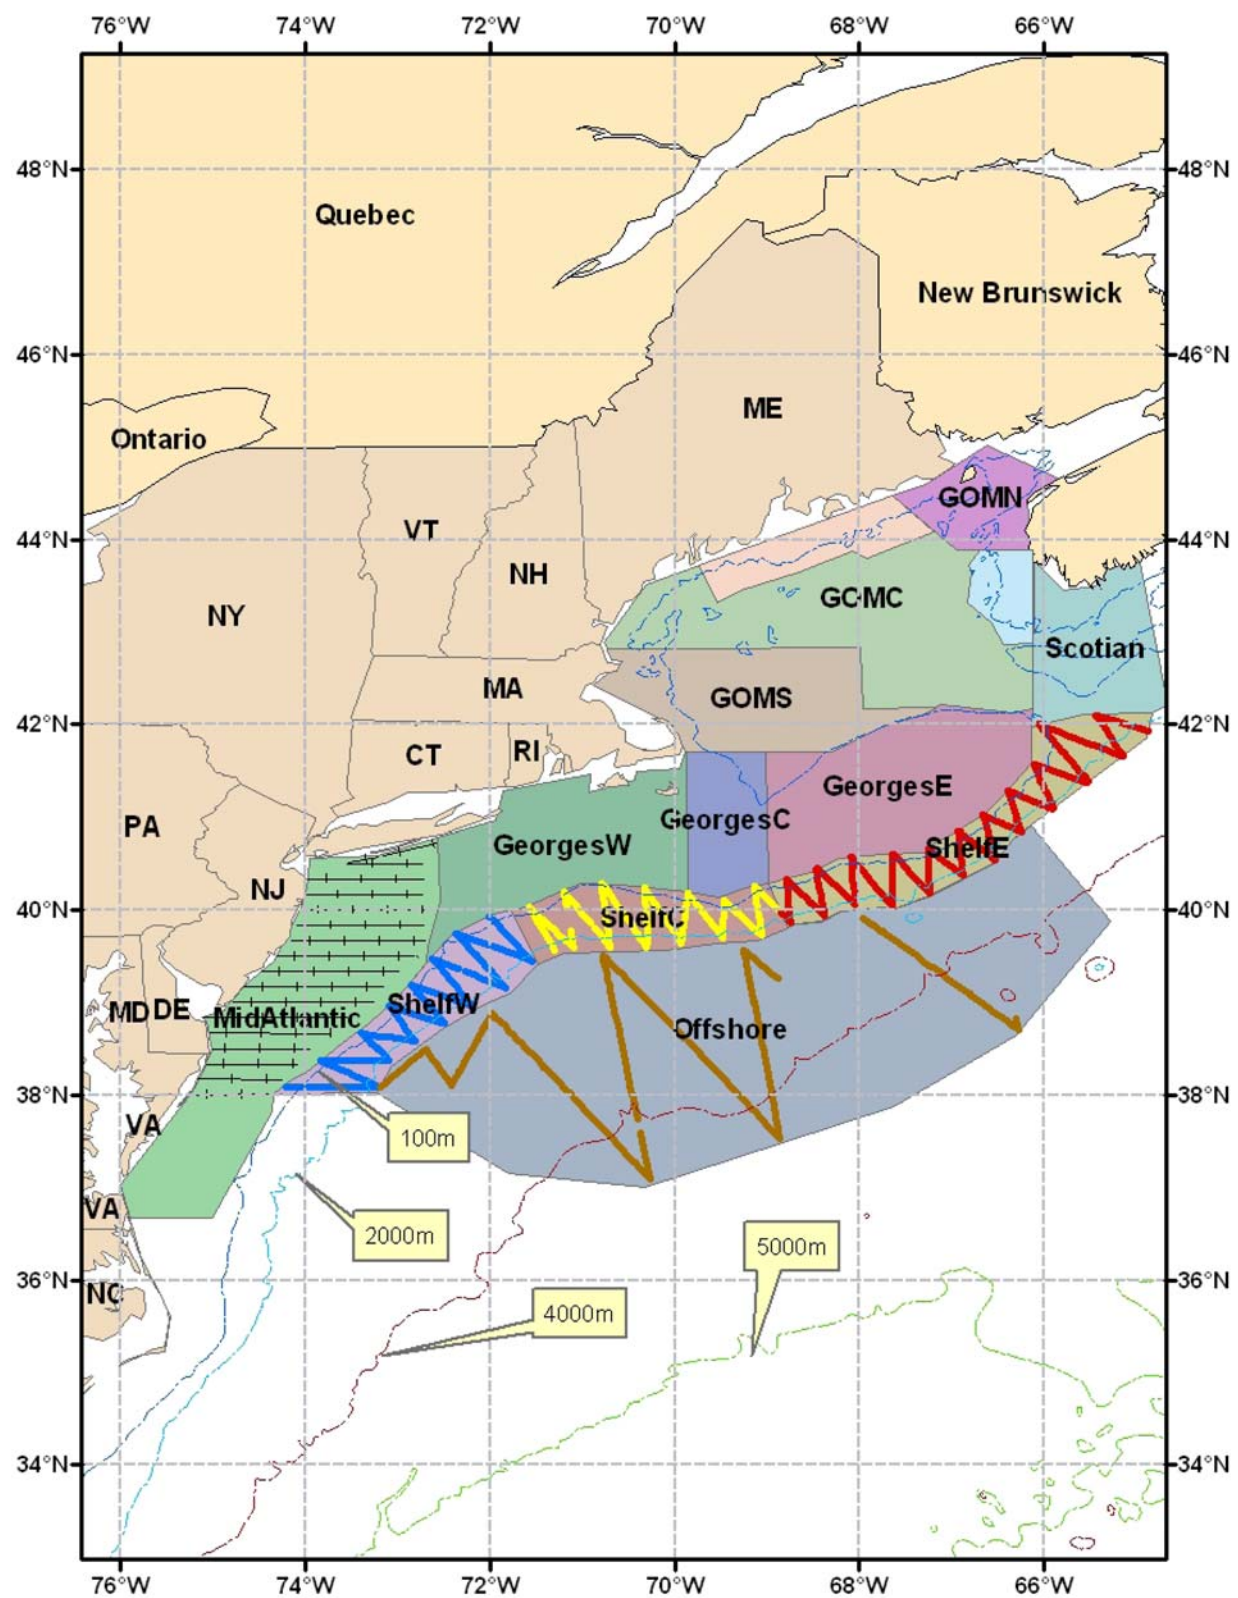 76°W 74°W 72°W 70°W 68°W 66°W
48°N 48°N
Quebec
New Brunswick
46°N 46°N
ME
Ontario
GOMN
VT
44°N 44°N
NH
GOMC
NY
Scotian
MA
GOMS
42°N 42°N
CT
RI
GeorgesE
PA
GeorgesC
GeorgesW
ShelfE
NJ
40°N 40°N
ShelfC
MD
DE
ShelfW
MidAtlantic
Offshore
38°N 38°N
VA
100m
VA
2000m
5000m
36°N 36°N
NC
4000m
34°N 34°N
76°W 74°W 72°W 70°W 68°W 66°W